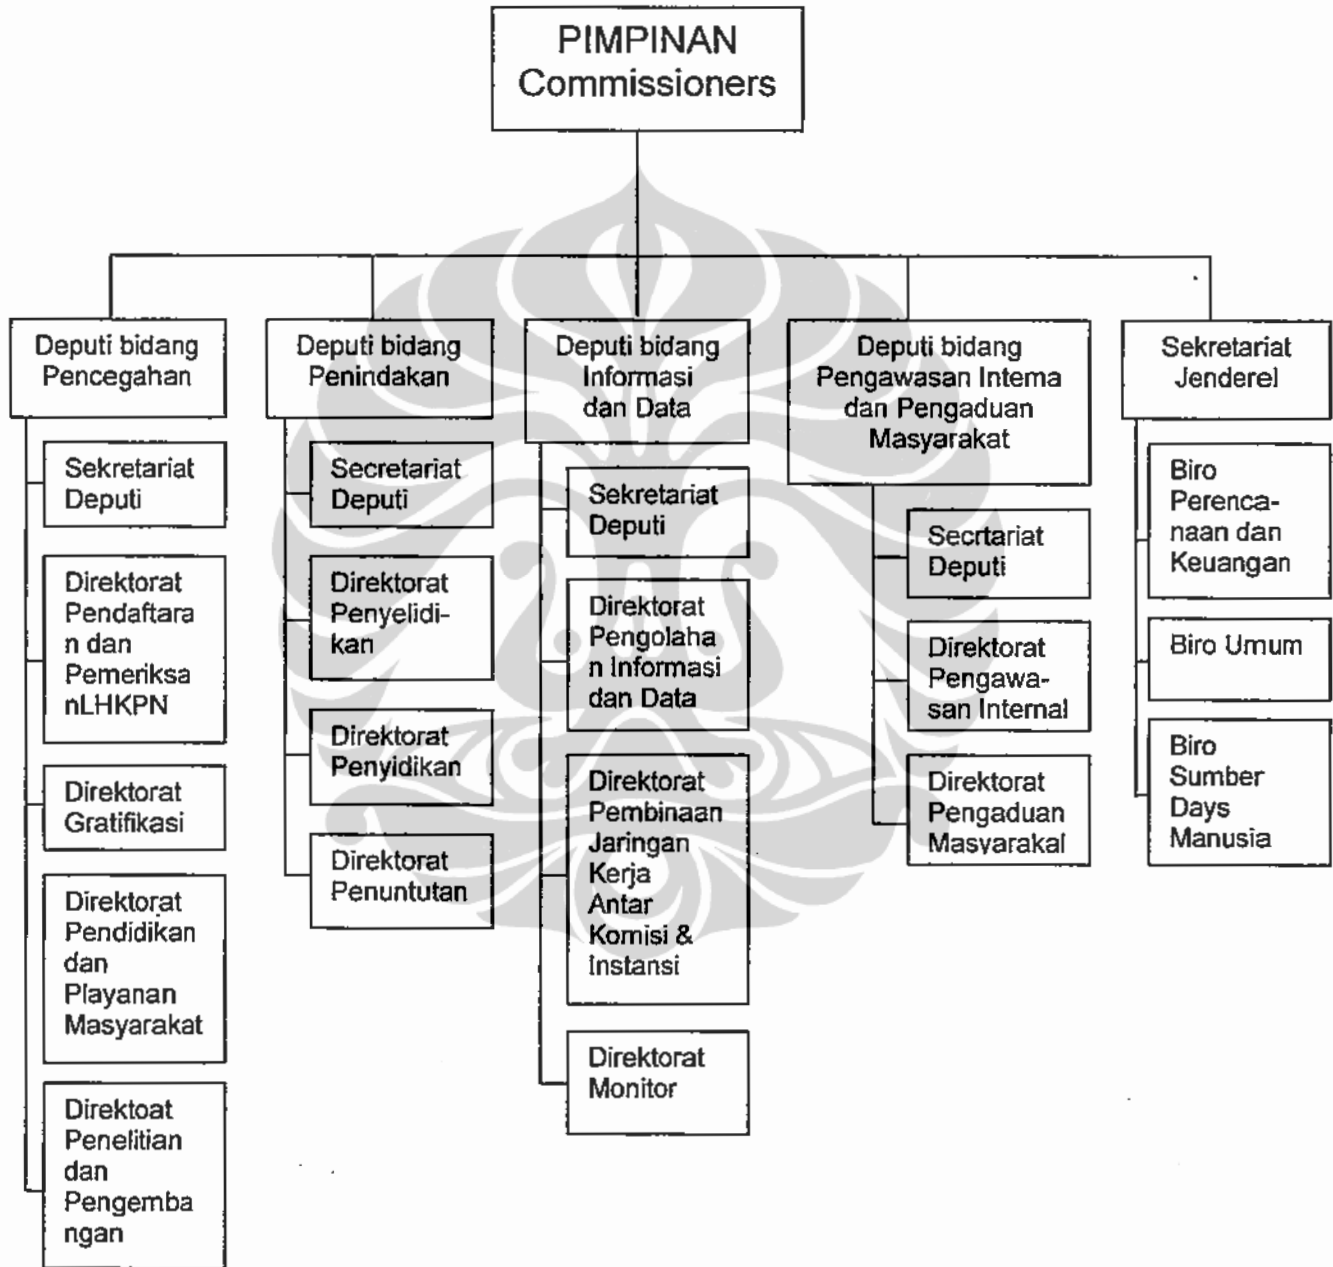 PIMPINAN
Commissioners
Deputi bidang
Pencegahan
Sekretariat
Deputi
Direktorat
Pendaftara
n dan
Pemeriksa
nLHKPN
Direktorat
Gratifikasi
Direktorat
Pendidikan
dan
Playanan
Masyarakat
Direktoat
Penelitian
dan
Pengemba
ngan
Deputi bidang
Penindakan
Secretariat
Deputi
Direktorat
Penyelidi-
kan
Direktorat
Penyidikan
Direktorat
Penuntutan
Deputi bidang
Informasi
dan Data
Sekretariat
Deputi
Direktorat
Pengolaha
n Informasi
dan Data
Direktorat
Pembinaan
Jaringan
Kerja
Antar
Komisi &
Instansi
Direktorat
Monitor
Deputi bidang
Pengawasan Interna
dan Pengaduan
Masyarakat
Secrtariat
Deputi
Direktorat
Pengawa-
san Internal
Direktorat
Pengaduan
Masyarakat
Sekretariat
Jenderel
Biro
Perenca-
naan dan
Keuangan
Biro Umum
Biro
Sumber
Days
Manusia